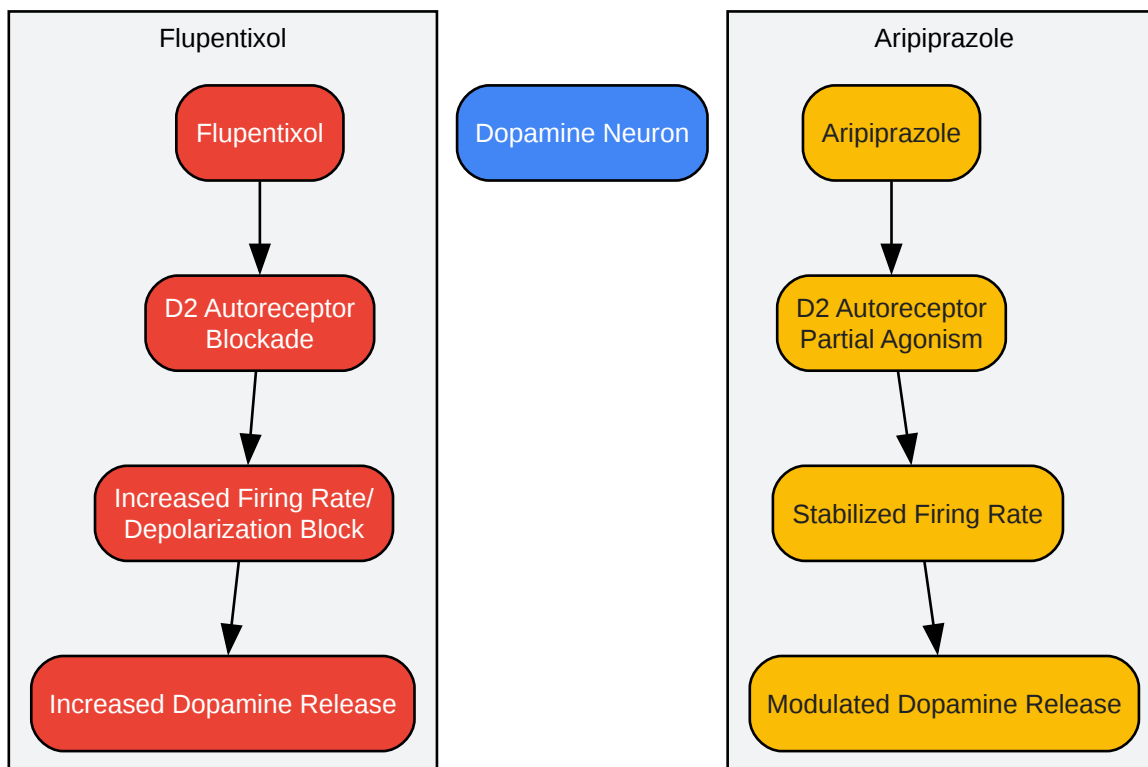 Flupentixol
Flupentixol
D2 Autoreceptor
Blockade
Increased Firing Rate/
Depolarization Block
Increased Dopamine Release
Dopamine Neuron
Aripiprazole
Aripiprazole
D2 Autoreceptor
Partial Agonism
Stabilized Firing Rate
Modulated Dopamine Release